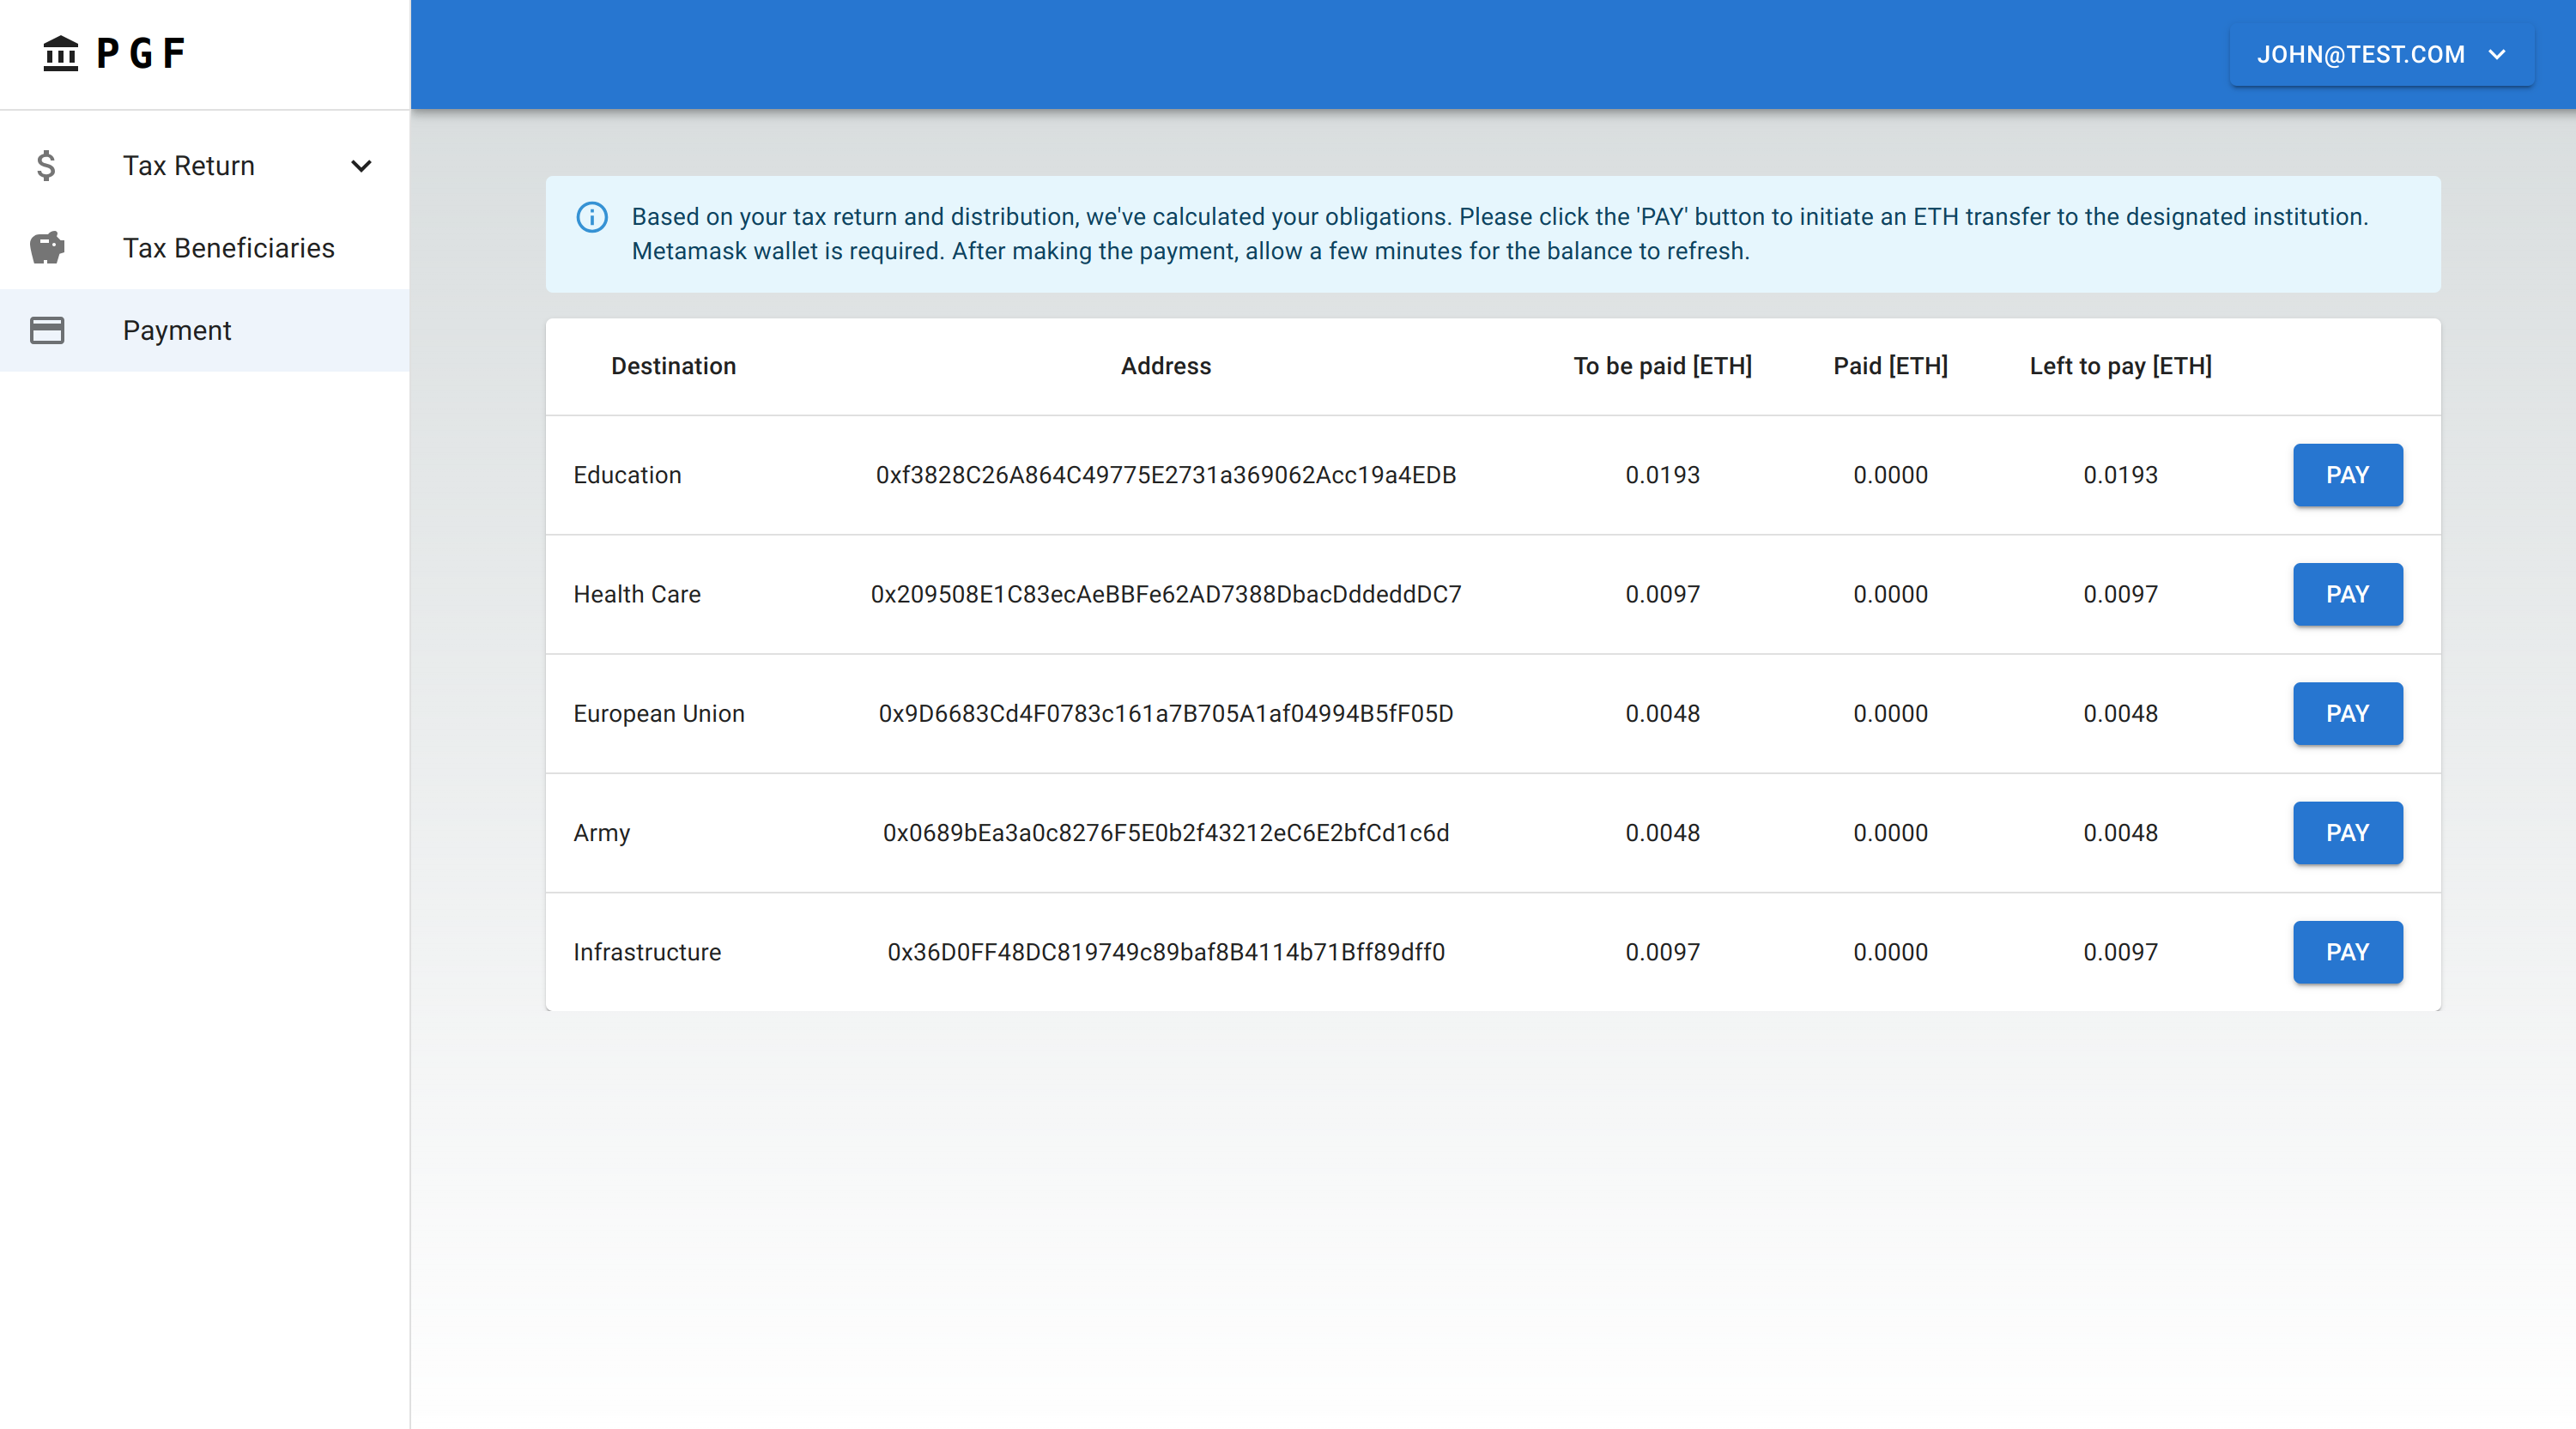 PGF
JOHN@TEST.COM
Tax Return
Tax Beneficiaries
Payment
Based on your tax return and distribution, we've calculated your obligations. Please click the 'PAY' button to initiate an ETH transfer to the designated institution.
Metamask wallet is required. After making the payment, allow a few minutes for the balance to refresh.
Destination Address To be paid [ETH] Paid [ETH] Left to pay [ETH]
Education 0xf3828C26A864C49775E2731a369062Acc19a4EDB 0.0193 0.0000 0.0193 PAY
Health Care 0x209508E1C83ecAeBBFe62AD7388DbacDddeddDC7 0.0097 0.0000 0.0097 PAY
European Union 0x9D6683Cd4F0783c161a7B705A1af04994B5fF05D 0.0048 0.0000 0.0048 PAY
Army 0x0689bEa3a0c8276F5E0b2f43212eC6E2bfCd1c6d 0.0048 0.0000 0.0048 PAY
Infrastructure 0x36D0FF48DC819749c89baf8B4114b71Bff89dff0 0.0097 0.0000 0.0097 PAY